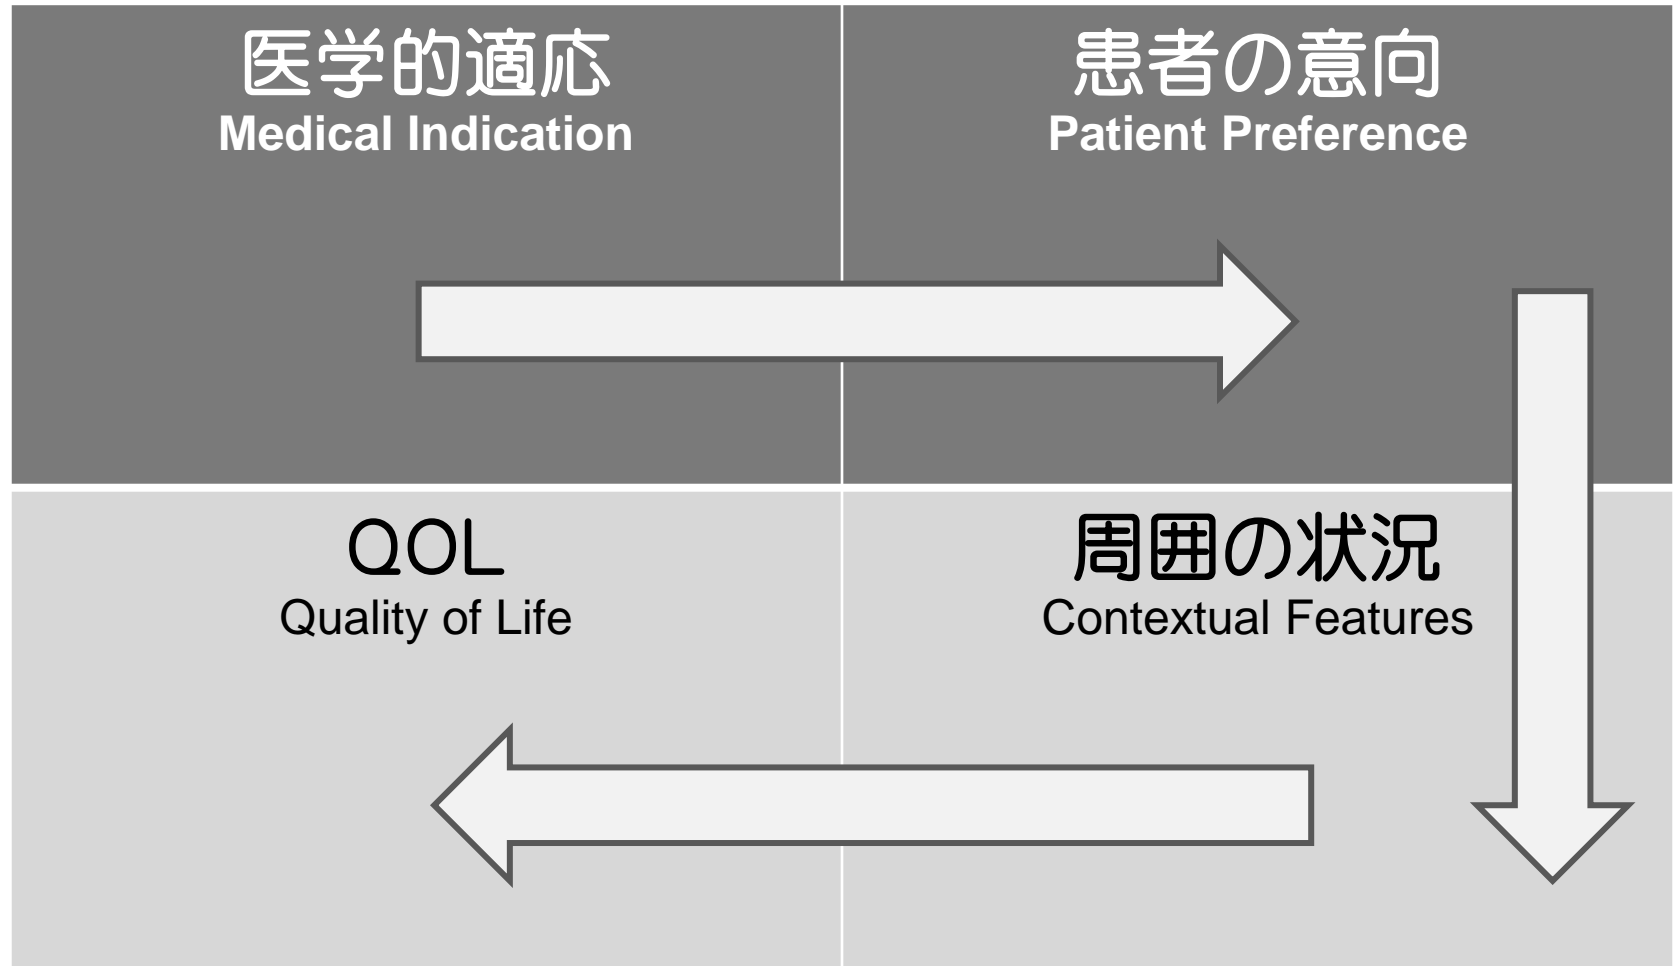 医学的適応
Medical Indication
患者の意向
Patient Preference
QOL
Quality of Life
周囲の状況
Contextual Features